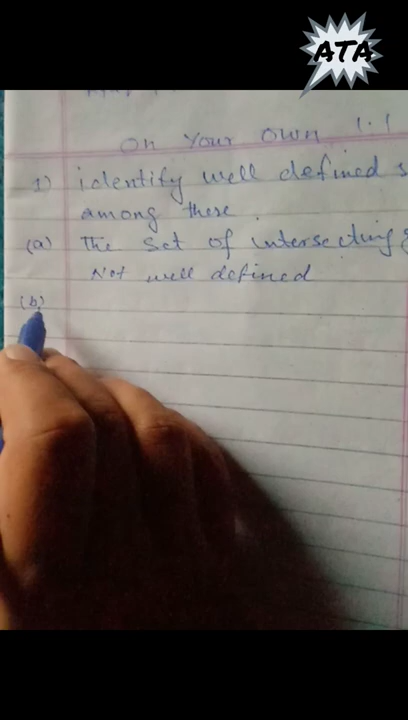 ATA
On Your Own 1.1
1) identify well defined s
among these.
(a) The set of intersecting
Not well defined
(b)